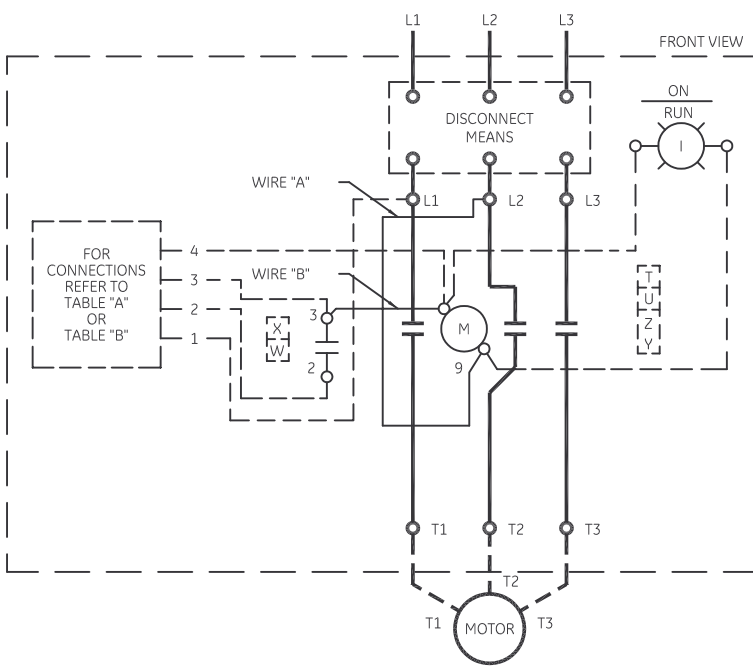 L1
L2
L3
FRONT VIEW
ON
RUN
I
DISCONNECT
MEANS
WIRE "A"
L1
L2
L3
FOR
CONNECTIONS
REFER TO
TABLE "A"
OR
TABLE "B"
4
3
2
1
WIRE "B"
3
X
W
2
M
9
T
U
Z
Y
T1
T2
T3
T2
T1
MOTOR
T3